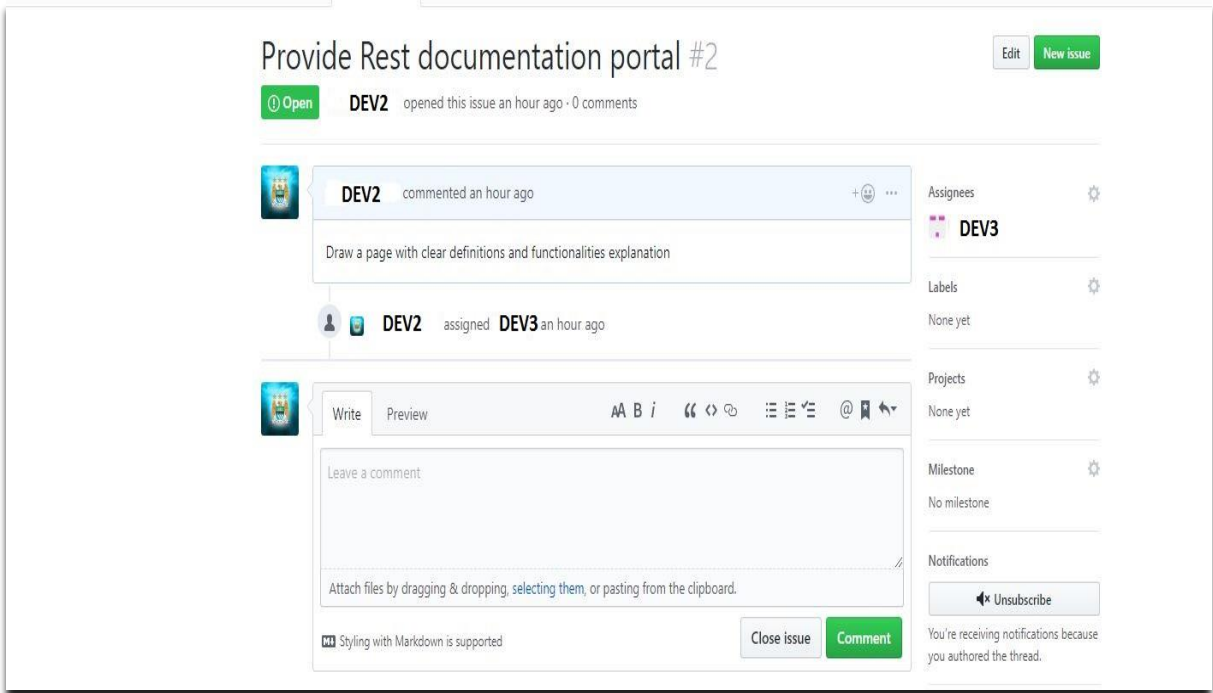 Provide Rest documentation portal #2
Edit
New issue
Open
DEV2 opened this issue an hour ago · 0 comments
DEV2 commented an hour ago
Draw a page with clear definitions and functionalities explanation
DEV2 assigned DEV3 an hour ago
Write
Preview
AA B i
Leave a comment
Attach files by dragging & dropping, selecting them, or pasting from the clipboard.
Styling with Markdown is supported
Close issue
Comment
Assignees
DEV3
Labels
None yet
Projects
None yet
Milestone
No milestone
Notifications
Unsubscribe
You're receiving notifications because
you authored the thread.